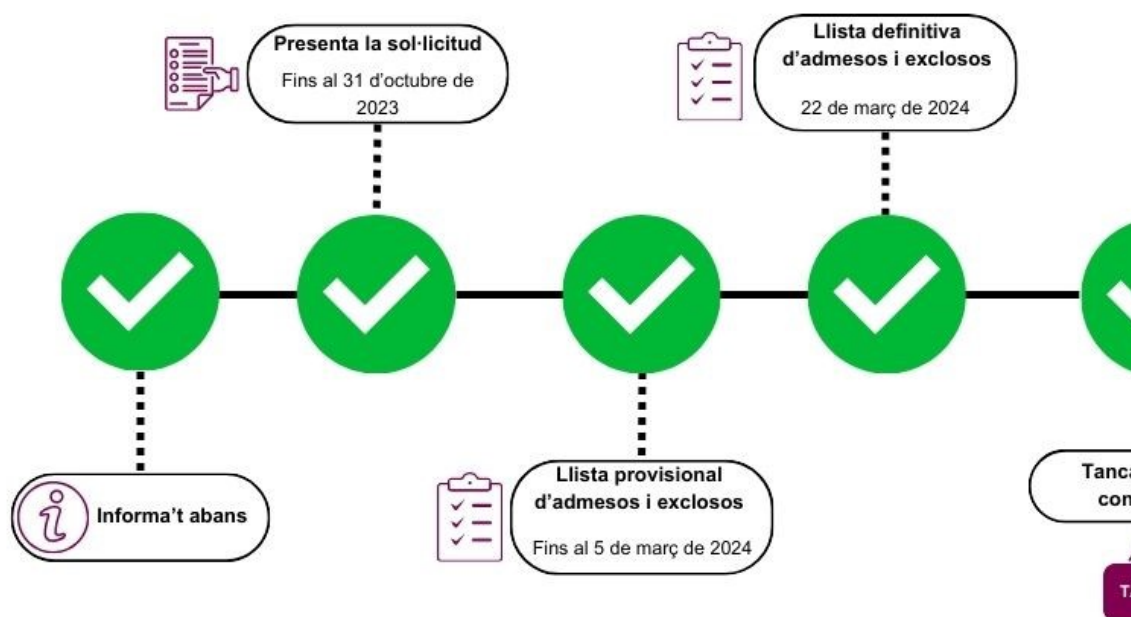 Presenta la sol·licitud
Fins al 31 d’octubre de
2023
Llista definitiva
d’admesos i exclosos
22 de març de 2024
Informa’t abans
Llista provisional
d’admesos i exclosos
Fins al 5 de març de 2024